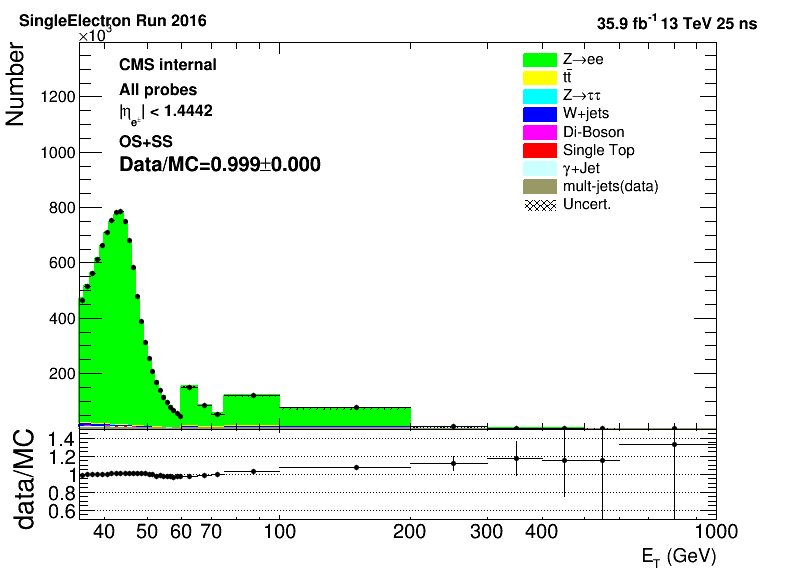 SingleElectron Run 2016
35.9 fb⁻¹ 13 TeV 25 ns
×10³
Number
CMS internal
All probes
|η_e±| < 1.4442
OS+SS
Data/MC=0.999±0.000
Z→ee
tt̄
Z→ττ
W+jets
Di-Boson
Single Top
γ+Jet
mult-jets(data)
Uncert.
1200
1000
800
600
400
200
data/MC
1.4
1.2
1
0.8
0.6
40 50 60 70 100 200 300 400 1000
E_T (GeV)